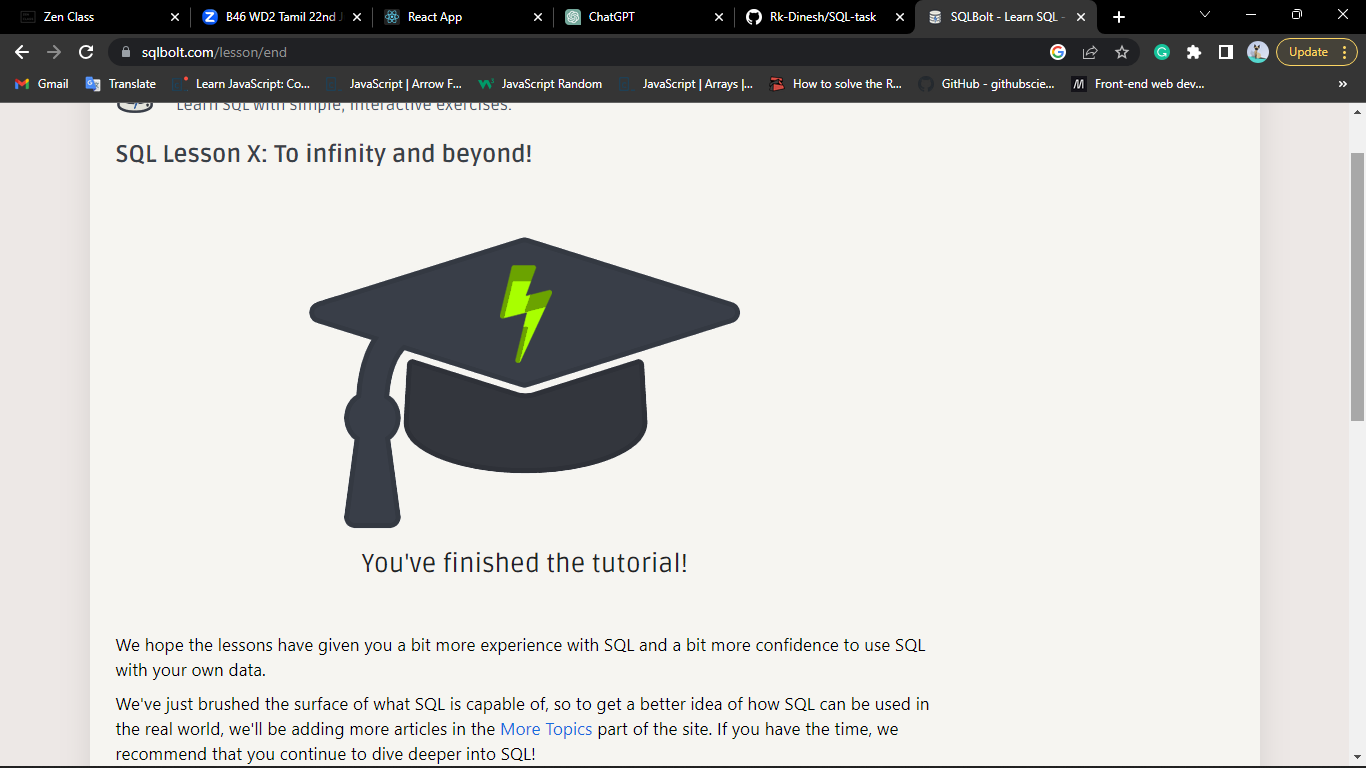 Zen Class
B46 WD2 Tamil 22nd J
React App
ChatGPT
Rk-Dinesh/SQL-task
SQLBolt - Learn SQL -
sqlbolt.com/lesson/end
Update
Gmail
Translate
Learn JavaScript: Co...
JavaScript | Arrow F...
JavaScript Random
JavaScript | Arrays |...
How to solve the R...
GitHub - githubscie...
Front-end web dev...
Learn SQL with simple, interactive exercises.
SQL Lesson X: To infinity and beyond!
You've finished the tutorial!
We hope the lessons have given you a bit more experience with SQL and a bit more confidence to use SQL
with your own data.
We've just brushed the surface of what SQL is capable of, so to get a better idea of how SQL can be used in
the real world, we'll be adding more articles in the More Topics part of the site. If you have the time, we
recommend that you continue to dive deeper into SQL!